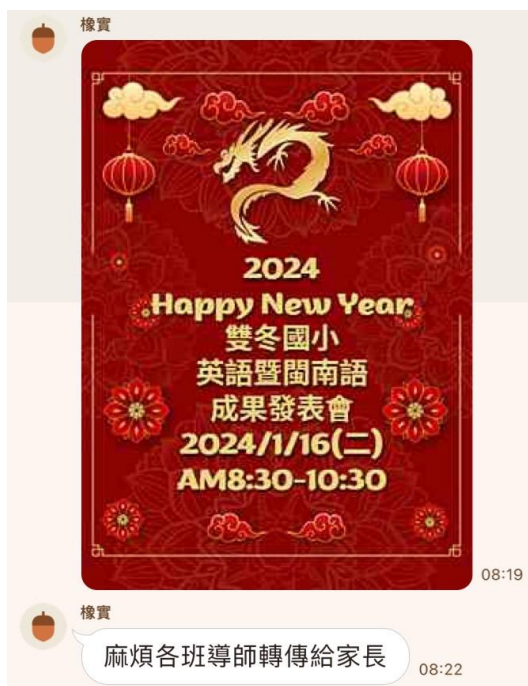 橡實
2024
Happy New Year
雙冬國小
英語暨閩南語
成果發表會
2024/1/16(二)
AM8:30-10:30
08:19
橡實
麻煩各班導師轉傳給家長
08:22